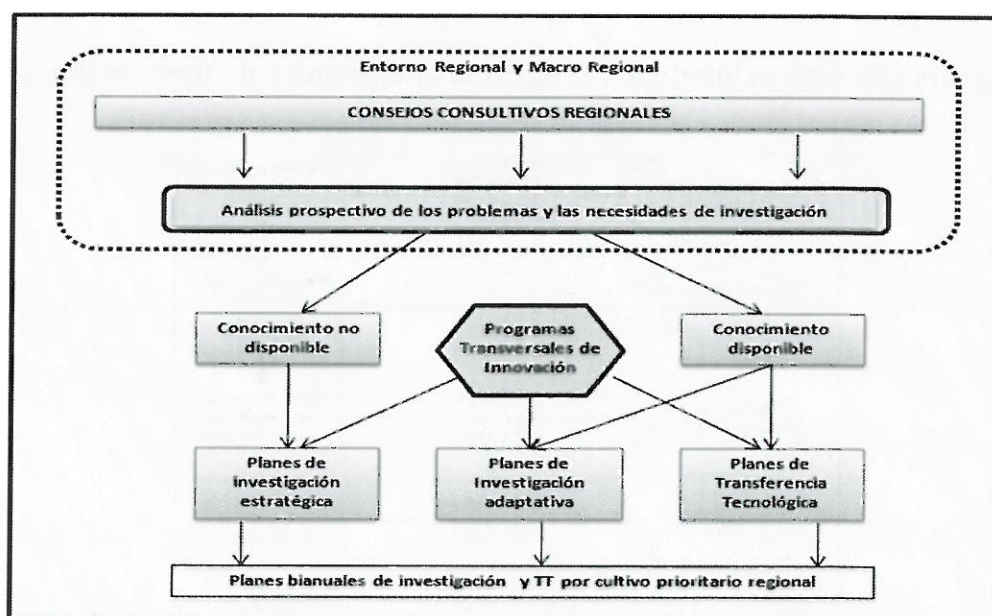 Entorno Regional y Macro Regional
CONSEJOS CONSULTIVOS REGIONALES
Análisis prospectivo de los problemas y las necesidades de investigación
Conocimiento no
disponible
Programas
Transversales de
Innovación
Conocimiento
disponible
Planes de
investigación
estratégica
Planes de
Investigación
adaptativa
Planes de
Transferencia
Tecnológica
Planes bianuales de investigación y TT por cultivo prioritario regional